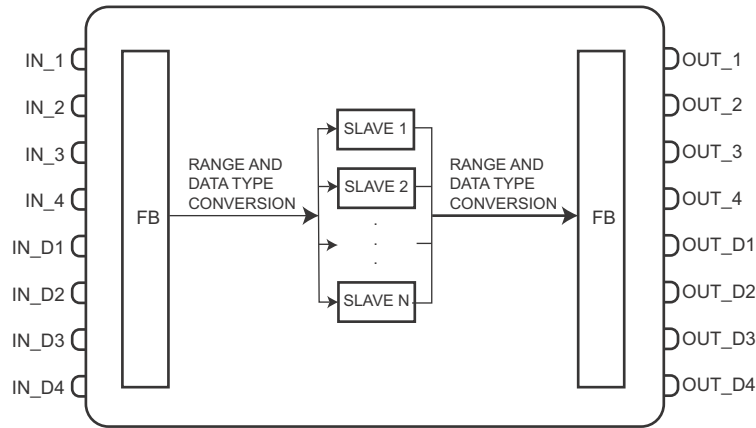 IN_1
IN_2
IN_3
IN_4
IN_D1
IN_D2
IN_D3
IN_D4
FB
RANGE AND
DATA TYPE
CONVERSION
SLAVE 1
SLAVE 2
SLAVE N
RANGE AND
DATA TYPE
CONVERSION
FB
OUT_1
OUT_2
OUT_3
OUT_4
OUT_D1
OUT_D2
OUT_D3
OUT_D4